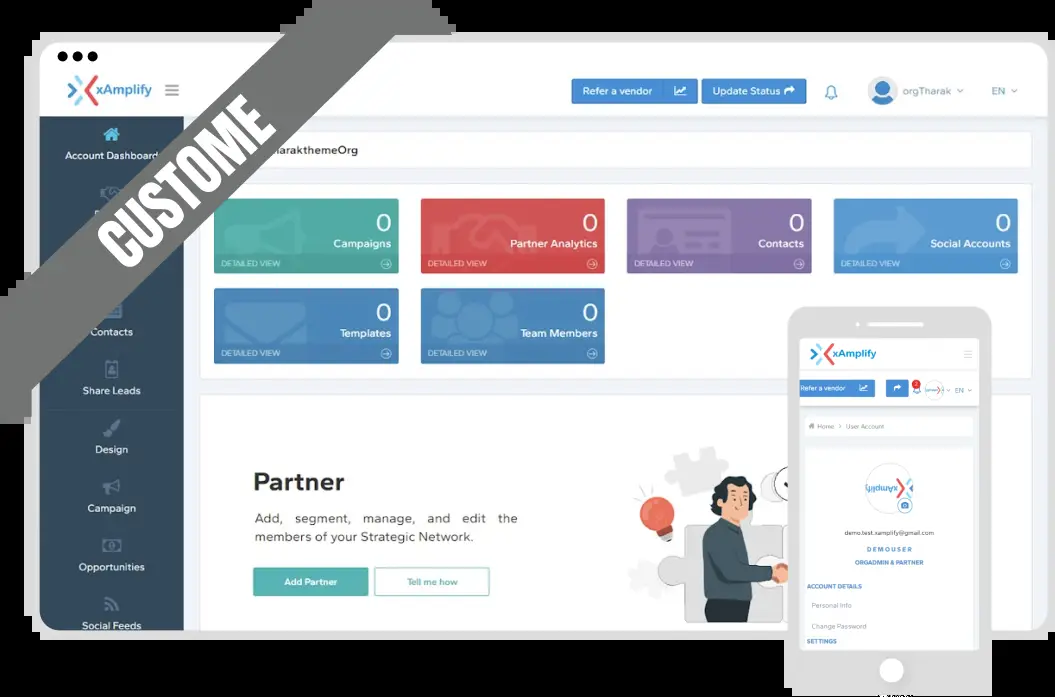 xAmplify
Refer a vendor
Update Status
orgTharak
EN
CUSTOME
Account Dashboard
harakthemeOrg
0
Campaigns
DETAILED VIEW
0
Partner Analytics
DETAILED VIEW
0
Contacts
DETAILED VIEW
0
Social Accounts
DETAILED VIEW
0
Templates
DETAILED VIEW
0
Team Members
DETAILED VIEW
Contacts
Share Leads
Design
Campaign
Opportunities
Social Feeds
Partner
Add, segment, manage, and edit the
members of your Strategic Network.
Add Partner
Tell me how
xAmplify
Refer a vendor
EN
Home > User Account
xAmplify
demo.test.xamplify@gmail.com
DEMOUSER
ORGADMIN & PARTNER
ACCOUNT DETAILS
Personal Info
Change Password
SETTINGS